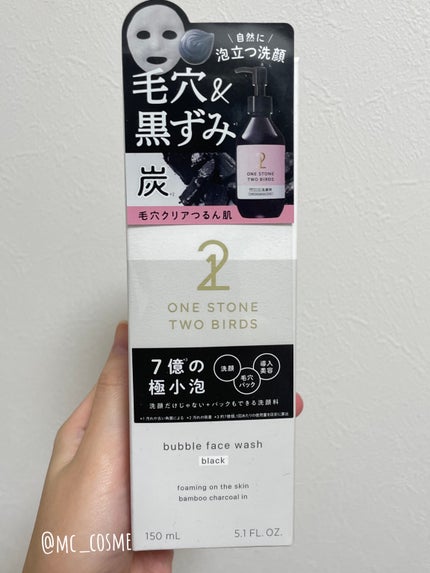 自然に
泡立つ洗顔
毛穴&
黒ずみ
炭
ONE STONE
TWO BIRDS
毛穴クリアつるん肌
21
ONE STONE
TWO BIRDS
7億の
極小泡
洗顔
毛穴
パック
導入
美容
洗顔だけじゃない+パックもできる洗顔料
bubble face wash
black
foaming on the skin
bamboo charcoal in
150 mL
5.1 FL. OZ.
@MC_COSME